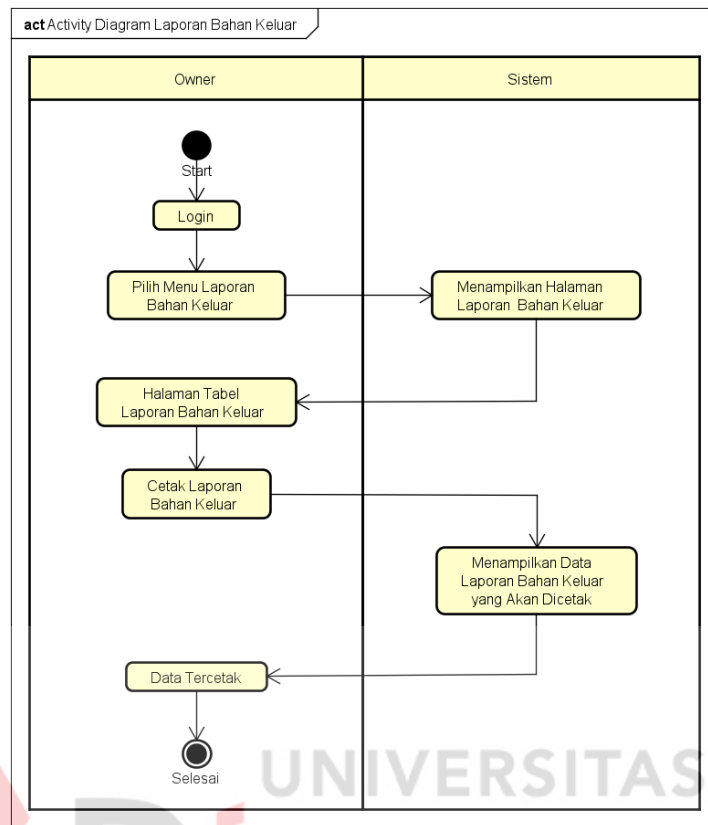 act Activity Diagram Laporan Bahan Keluar
Owner
Sistem
Start
Login
Pilih Menu Laporan
Bahan Keluar
Menampilkan Halaman
Laporan Bahan Keluar
Halaman Tabel
Laporan Bahan Keluar
Cetak Laporan
Bahan Keluar
Menampilkan Data
Laporan Bahan Keluar
yang Akan Dicetak
Data Tercetak
Selesai
UNIVERSITAS